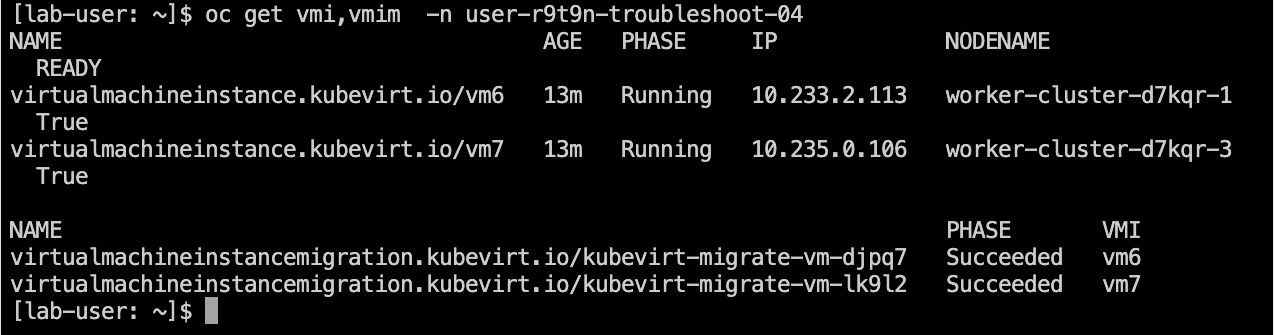 [lab-user: ~]$ oc get vmi,vmim  -n user-r9t9n-troubleshoot-04
NAME                                      AGE   PHASE     IP              NODENAME
  READY
virtualmachineinstance.kubevirt.io/vm6   13m   Running   10.233.2.113   worker-cluster-d7kqr-1
  True
virtualmachineinstance.kubevirt.io/vm7   13m   Running   10.235.0.106   worker-cluster-d7kqr-3
  True
NAME                                                                    PHASE       VMI
virtualmachineinstancemigration.kubevirt.io/kubevirt-migrate-vm-djpq7   Succeeded   vm6
virtualmachineinstancemigration.kubevirt.io/kubevirt-migrate-vm-lk9l2   Succeeded   vm7
[lab-user: ~]$